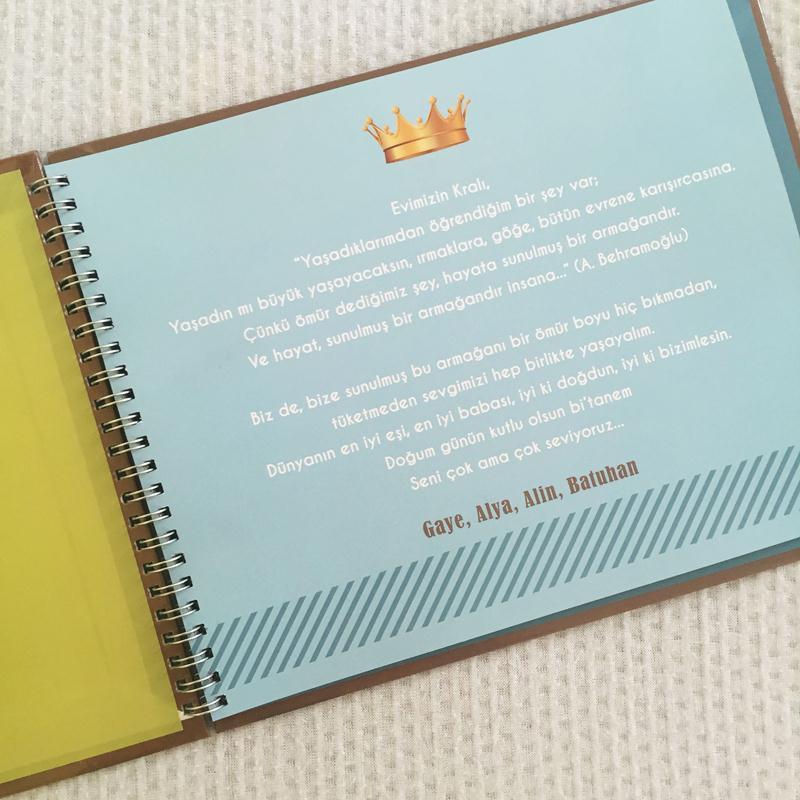 Evimizin Kralı,
"Yaşadıklarımdan öğrendiğim bir şey var;
Yaşadın mı büyük yaşayacaksın, ırmaklara, göğe, bütün evrene karışırcasına.
Çünkü ömür dediğimiz şey, hayata sunulmuş bir armağandır.
Ve hayat, sunulmuş bir armağandır insana..." (A. Behramoğlu)
Biz de, bize sunulmuş bu armağanı bir ömür boyu hiç bıkmadan,
tüketmeden sevgimizi hep birlikte yaşayalım.
Dünyanın en iyi eşi, en iyi babası, iyi ki doğdun, iyi ki bizimlesin.
Doğum günün kutlu olsun bi'tanem
Seni çok ama çok seviyoruz...
Gaye, Alya, Alin, Batuhan